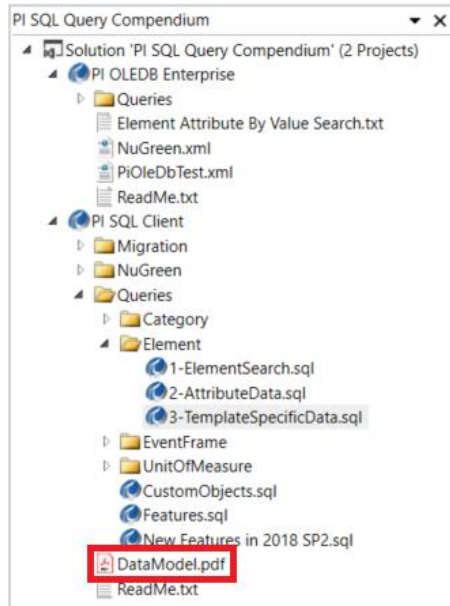 PI SQL Query Compendium
Solution 'PI SQL Query Compendium' (2 Projects)
PI OLEDB Enterprise
Queries
Element Attribute By Value Search.txt
NuGreen.xml
PiOleDbTest.xml
ReadMe.txt
PI SQL Client
Migration
NuGreen
Queries
Category
Element
1-ElementSearch.sql
2-AttributeData.sql
3-TemplateSpecificData.sql
EventFrame
UnitOfMeasure
CustomObjects.sql
Features.sql
New Features in 2018 SP2.sql
DataModel.pdf
ReadMe.txt